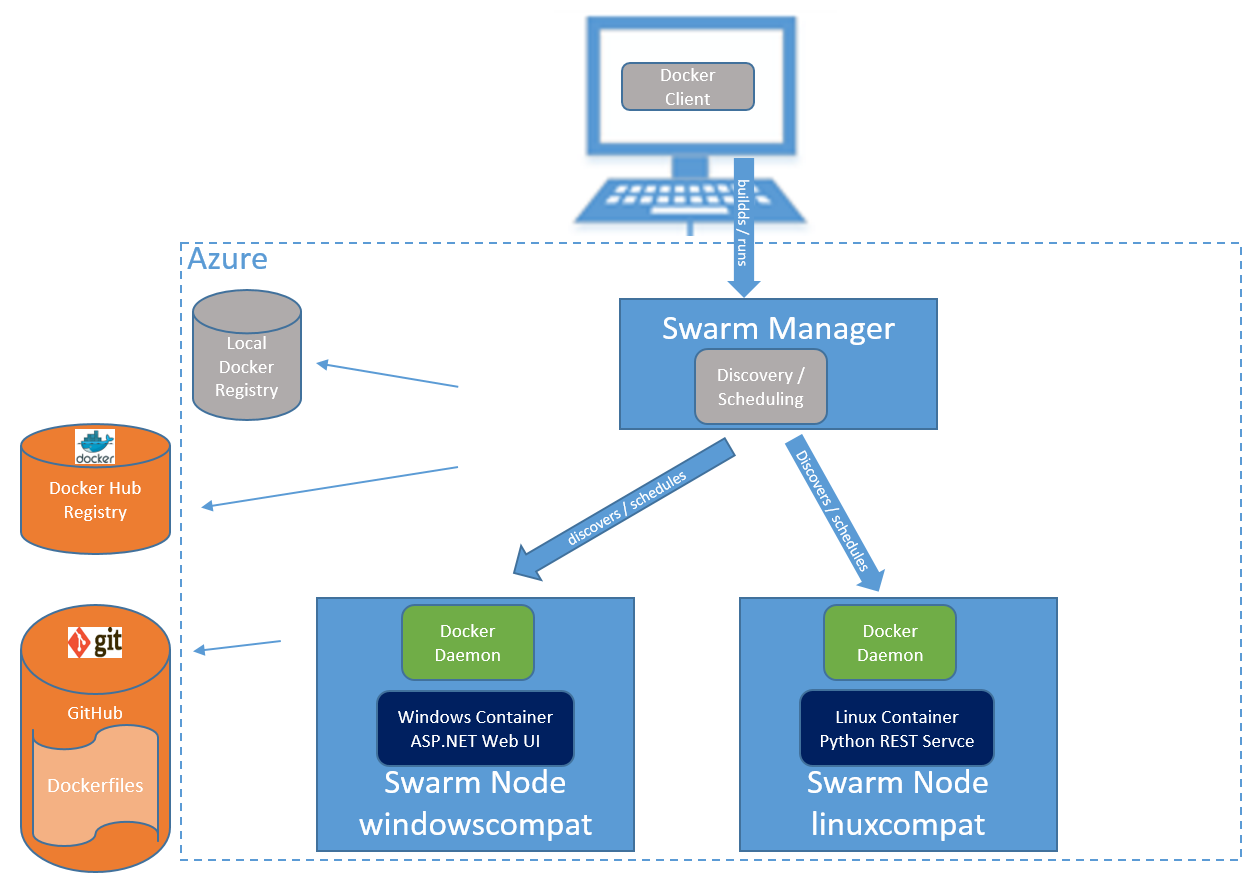 Docker
Client
buildds / runs
Azure
Swarm Manager
Discovery /
Scheduling
Local
Docker
Registry
docker
Docker Hub
Registry
discovers / schedules
Discovers / schedules
git
GitHub
Dockerfiles
Docker
Daemon
Windows Container
ASP.NET Web UI
Swarm Node
windowscompat
Docker
Daemon
Linux Container
Python REST Servce
Swarm Node
linuxcompat